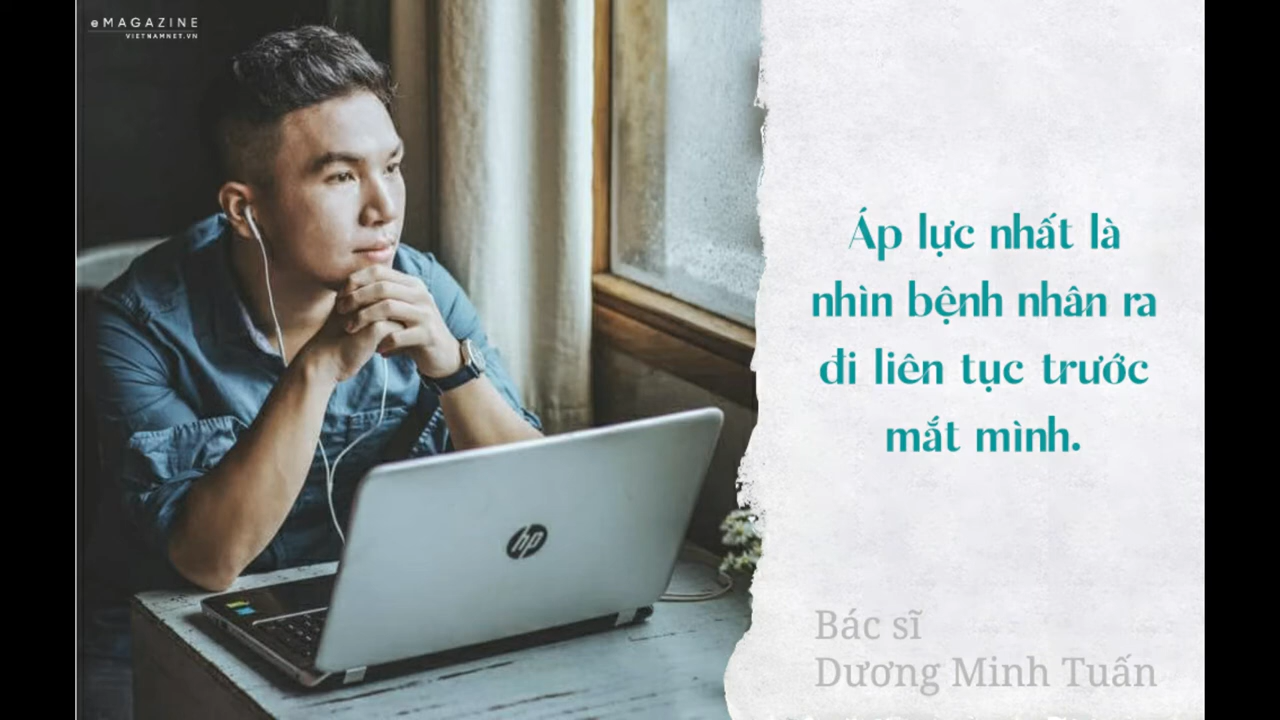 eMAGAZINE
VIETNAMNET.VN
Áp lực nhất là
nhìn bệnh nhân ra
đi liên tục trước
mắt mình.
hp
Bác sĩ
Dương Minh Tuấn